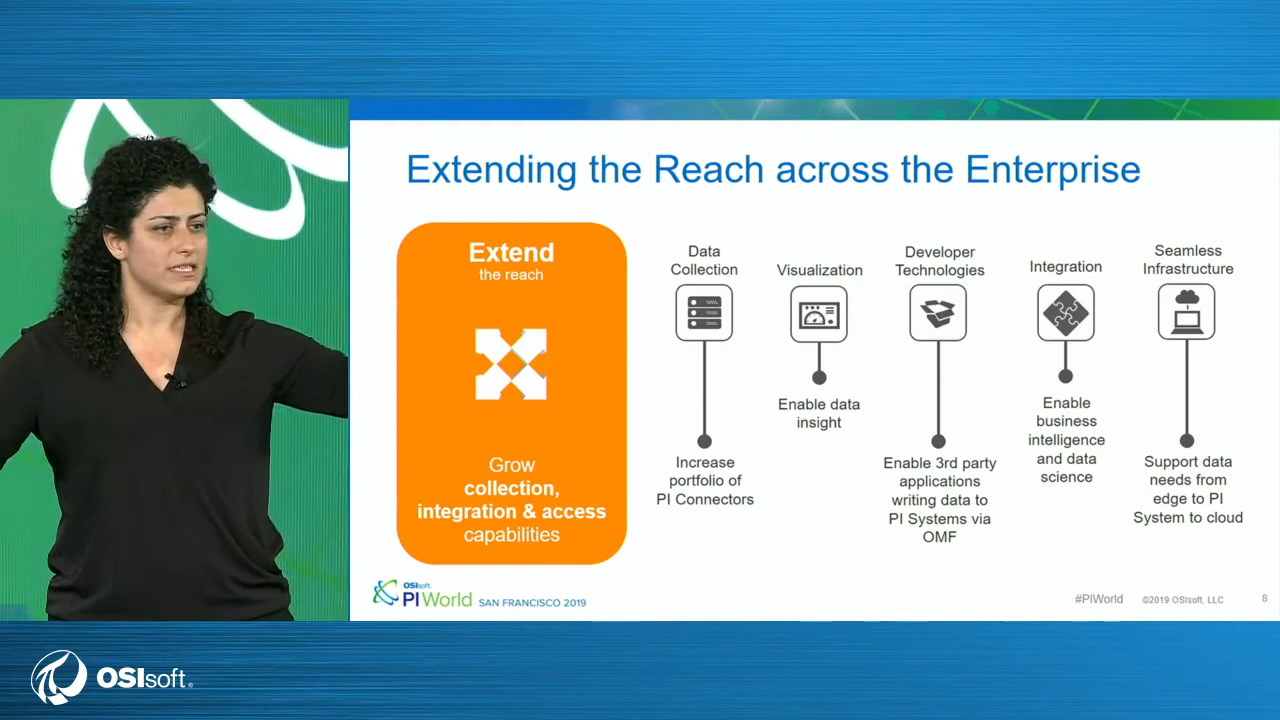 Extending the Reach across the Enterprise
Extend
the reach
Grow
collection,
integration & access
capabilities
Data
Collection
Increase
portfolio of
PI Connectors
Visualization
Enable data
insight
Developer
Technologies
Enable 3rd party
applications
writing data to
PI Systems via
OMF
Integration
Enable
business
intelligence
and data
science
Seamless
Infrastructure
Support data
needs from
edge to PI
System to cloud
OSIsoft.
PI World SAN FRANCISCO 2019
#PIWorld ©2019 OSIsoft, LLC 8
OSIsoft.